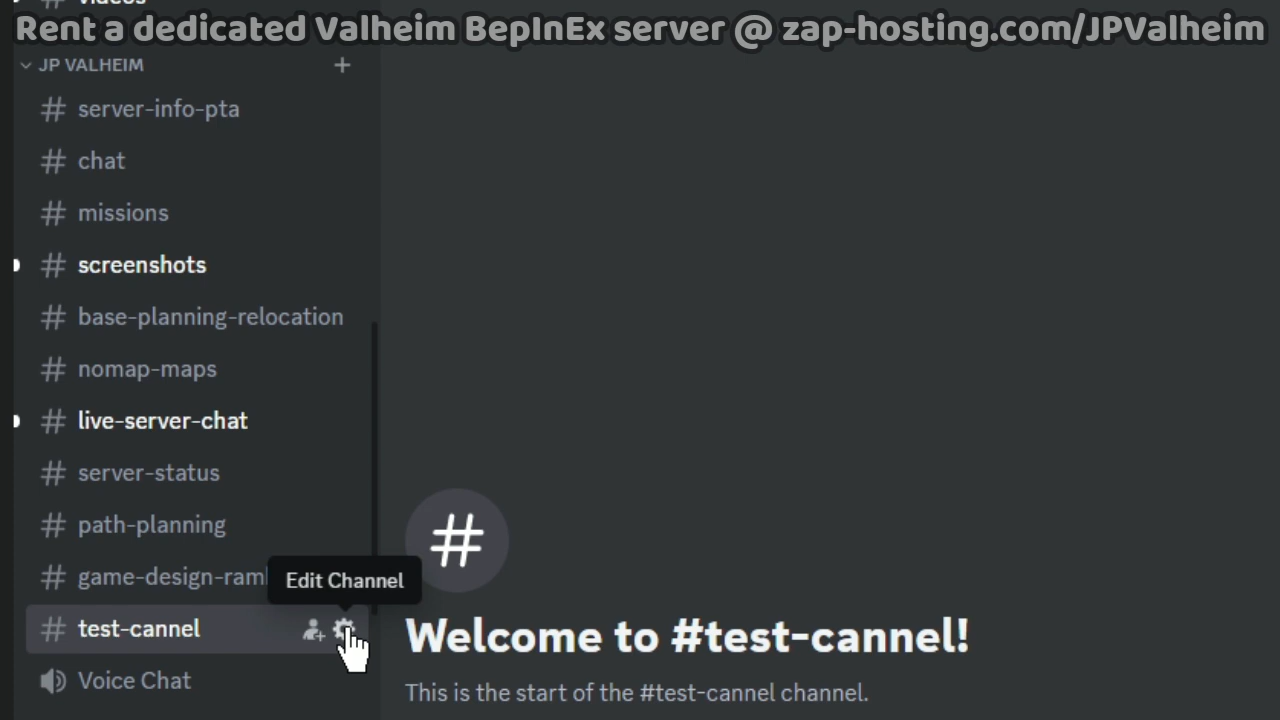 videos
Rent a dedicated Valheim BepInEx server @ zap-hosting.com/JPValheim
JP VALHEIM
server-info-pta
chat
missions
screenshots
base-planning-relocation
nomap-maps
live-server-chat
server-status
path-planning
Edit Channel
test-cannel
Voice Chat
Welcome to #test-cannel!
This is the start of the #test-cannel channel.